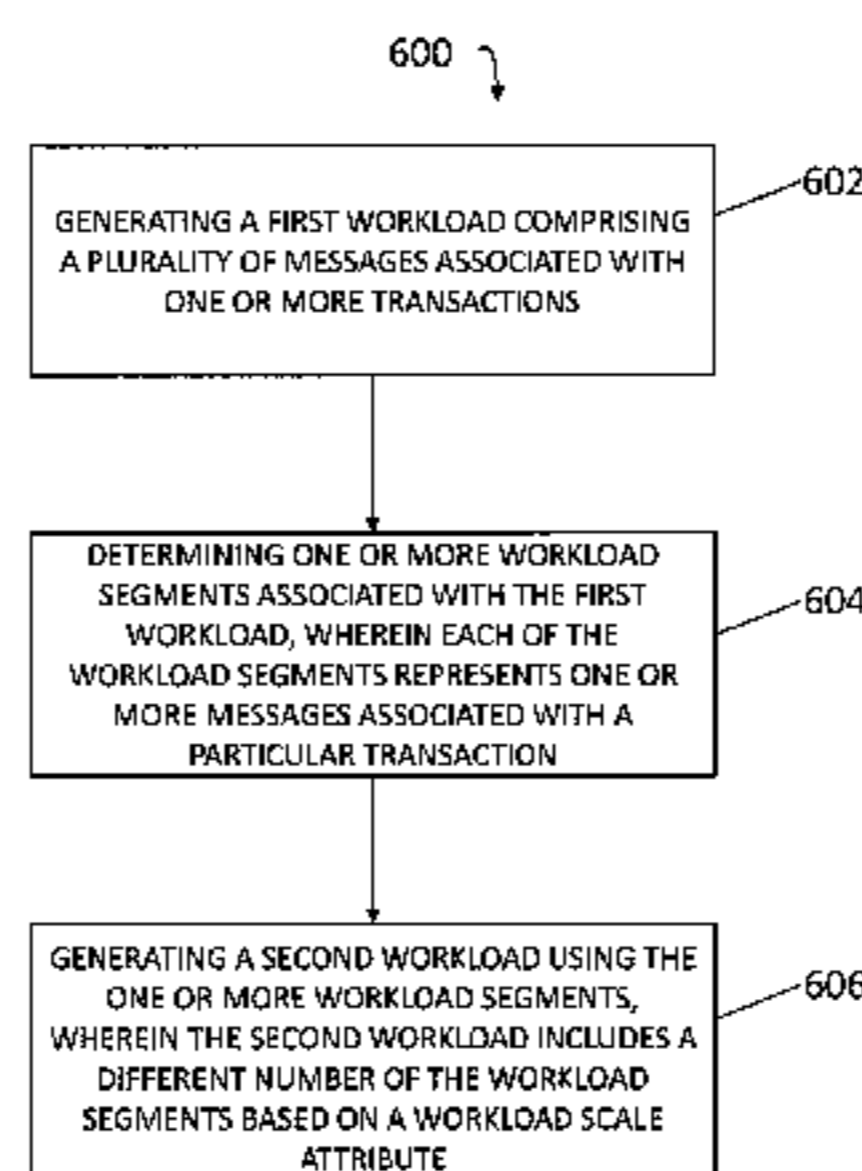 600
602
GENERATING A FIRST WORKLOAD COMPRISING
A PLURALITY OF MESSAGES ASSOCIATED WITH
ONE OR MORE TRANSACTIONS
604
DETERMINING ONE OR MORE WORKLOAD
SEGMENTS ASSOCIATED WITH THE FIRST
WORKLOAD, WHEREIN EACH OF THE
WORKLOAD SEGMENTS REPRESENTS ONE OR
MORE MESSAGES ASSOCIATED WITH A
PARTICULAR TRANSACTION
606
GENERATING A SECOND WORKLOAD USING THE
ONE OR MORE WORKLOAD SEGMENTS,
WHEREIN THE SECOND WORKLOAD INCLUDES A
DIFFERENT NUMBER OF THE WORKLOAD
SEGMENTS BASED ON A WORKLOAD SCALE
ATTRIBUTE